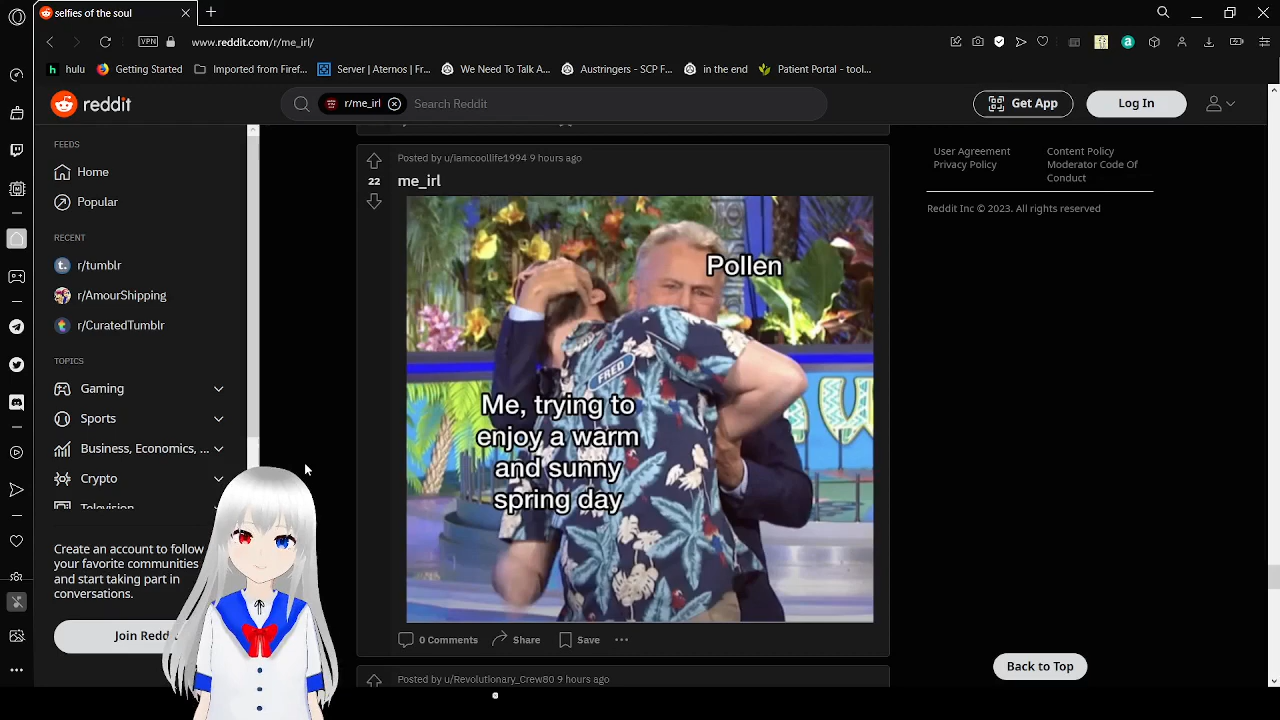 selfies of the soul
VPN
www.reddit.com/r/me_irl/
hulu
Getting Started
Imported from Firef...
Server | Aternos | Fr...
We Need To Talk A...
Austringers - SCP F...
in the end
Patient Portal - tool...
reddit
r/me_irl
Search Reddit
Get App
Log In
FEEDS
Home
Popular
RECENT
r/tumblr
r/AmourShipping
r/CuratedTumblr
TOPICS
Gaming
Sports
Business, Economics, ...
Crypto
Television
Create an account to follow
your favorite communities
and start taking part in
conversations.
Join Redd
Posted by u/iamcoollife1994 9 hours ago
22
me_irl
Pollen
FRED
Me, trying to
enjoy a warm
and sunny
spring day
0 Comments
Share
Save
Posted by u/Revolutionary_Crew80 9 hours ago
User Agreement
Privacy Policy
Content Policy
Moderator Code Of
Conduct
Reddit Inc © 2023. All rights reserved
Back to Top